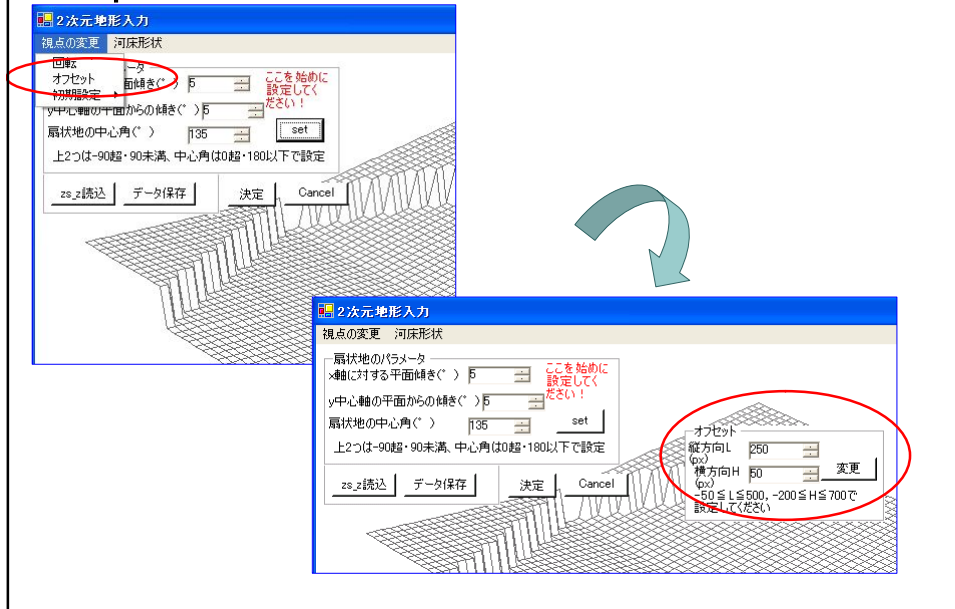 2次元地形入力
視点の変更 河床形状
回転
オフセット
初期設定
ータ
面傾き(°) 5
y中心軸の平面からの傾き(°) 5
扇状地の中心角(°) 135
set
ここを始めに
設定してく
ださい！
上2つは-90超・90未満、中心角は0超・180以下で設定
zs_z読込 データ保存 決定 Cancel
2次元地形入力
視点の変更 河床形状
扇状地のパラメータ
x軸に対する平面傾き(°) 5
y中心軸の平面からの傾き(°) 5
扇状地の中心角(°) 135
set
ここを始めに
設定してく
ださい！
上2つは-90超・90未満、中心角は0超・180以下で設定
zs_z読込 データ保存 決定 Cancel
オフセット
縦方向L
(px)
250
横方向H
(px)
50
変更
-50≦L≦500, -200≦H≦700で
設定してください